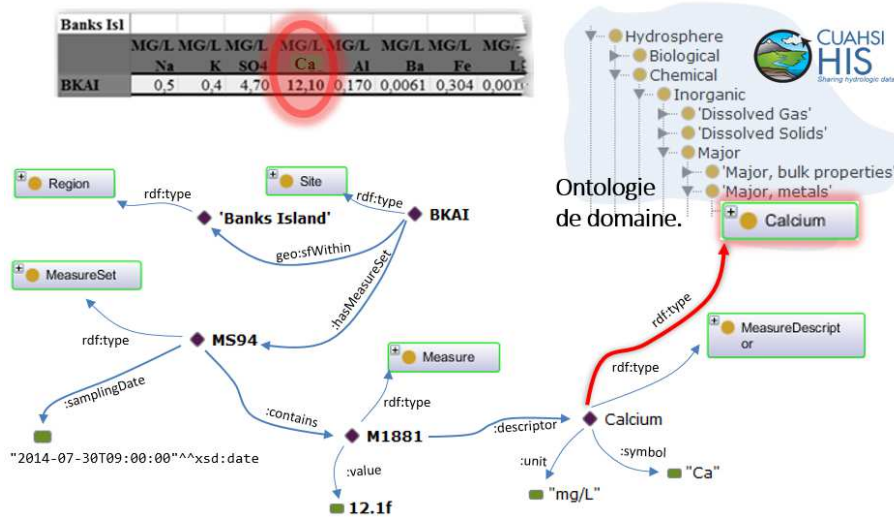 Banks Isl
MG/L MG/L MG/L MG/L MG/L MG/L MG/L MG/L
Na K SO4 Ca Al Ba Fe
BKAI 0,5 0,4 4,70 12,10 0,170 0,0061 0,304
Hydrosphere
Biological
Chemical
Inorganic
'Dissolved Gas'
'Dissolved Solids'
Major
'Major, bulk properties'
'Major, metals'
CUAHSI
HIS
Sharing hydrologic data
Ontologie
de domaine.
Calcium
Region
rdf:type
Site
rdf:type
'Banks Island'
BKAI
geo:sfWithin
:hasMeasureSet
MeasureSet
rdf:type
MS94
:samplingDate
"2014-07-30T09:00:00"^^xsd:date
:contains
Measure
rdf:type
M1881
:value
12.1f
:descriptor
rdf:type
MeasureDescript
or
rdf:type
Calcium
:unit
:symbol
"mg/L"
"Ca"